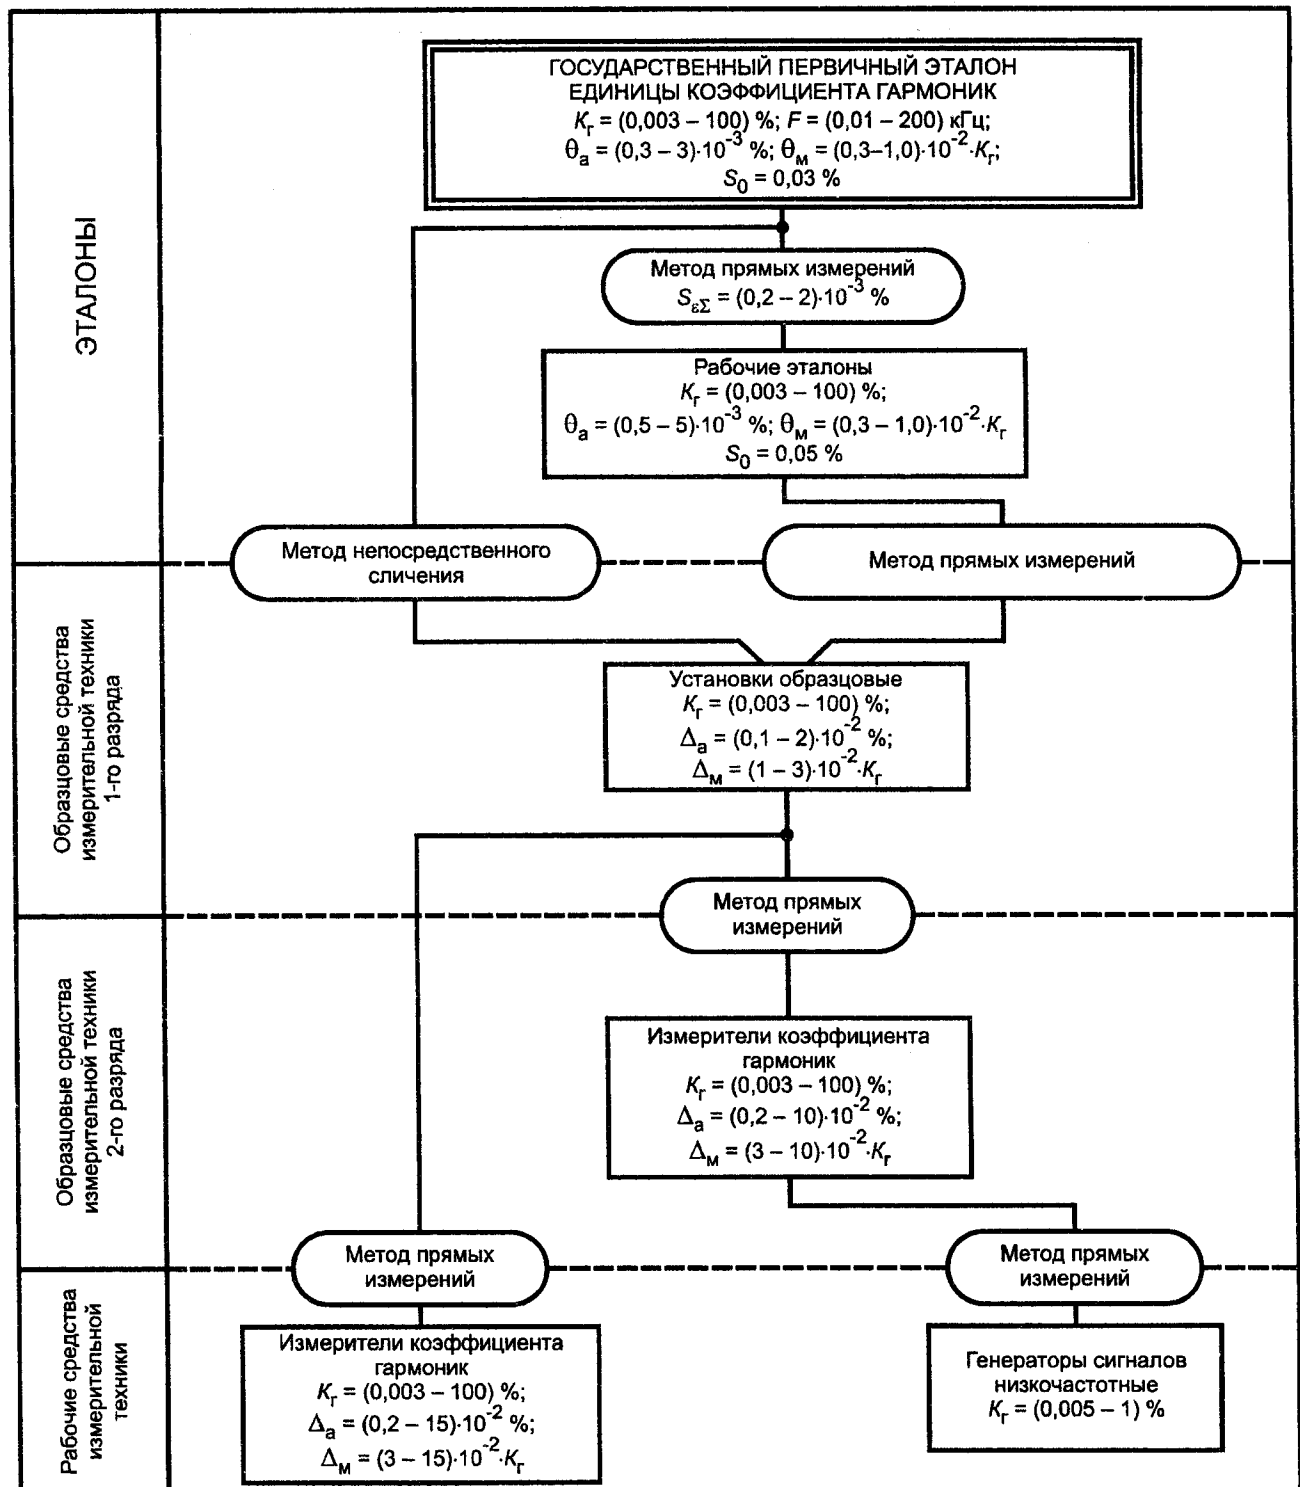 ГОСУДАРСТВЕННЫЙ ПЕРВИЧНЫЙ ЭТАЛОН
ЕДИНИЦЫ КОЭФФИЦИЕНТА ГАРМОНИК
Kг = (0,003 – 100) %; F = (0,01 – 200) кГц;
θа = (0,3 – 3)·10⁻³ %; θм = (0,3–1,0)·10⁻²·Kг;
S₀ = 0,03 %
ЭТАЛОНЫ
Метод прямых измерений
SεΣ = (0,2 – 2)·10⁻³ %
Рабочие эталоны
Kг = (0,003 – 100) %;
θа = (0,5 – 5)·10⁻³ %; θм = (0,3 – 1,0)·10⁻²·Kг
S₀ = 0,05 %
Метод непосредственного
сличения
Метод прямых измерений
Образцовые средства
измерительной техники
1-го разряда
Установки образцовые
Kг = (0,003 – 100) %;
Δа = (0,1 – 2)·10⁻² %;
Δм = (1 – 3)·10⁻²·Kг
Метод прямых
измерений
Образцовые средства
измерительной техники
2-го разряда
Измерители коэффициента
гармоник
Kг = (0,003 – 100) %;
Δа = (0,2 – 10)·10⁻² %;
Δм = (3 – 10)·10⁻²·Kг
Метод прямых
измерений
Метод прямых
измерений
Рабочие средства
измерительной
техники
Измерители коэффициента
гармоник
Kг = (0,003 – 100) %;
Δа = (0,2 – 15)·10⁻² %;
Δм = (3 – 15)·10⁻²·Kг
Генераторы сигналов
низкочастотные
Kг = (0,005 – 1) %